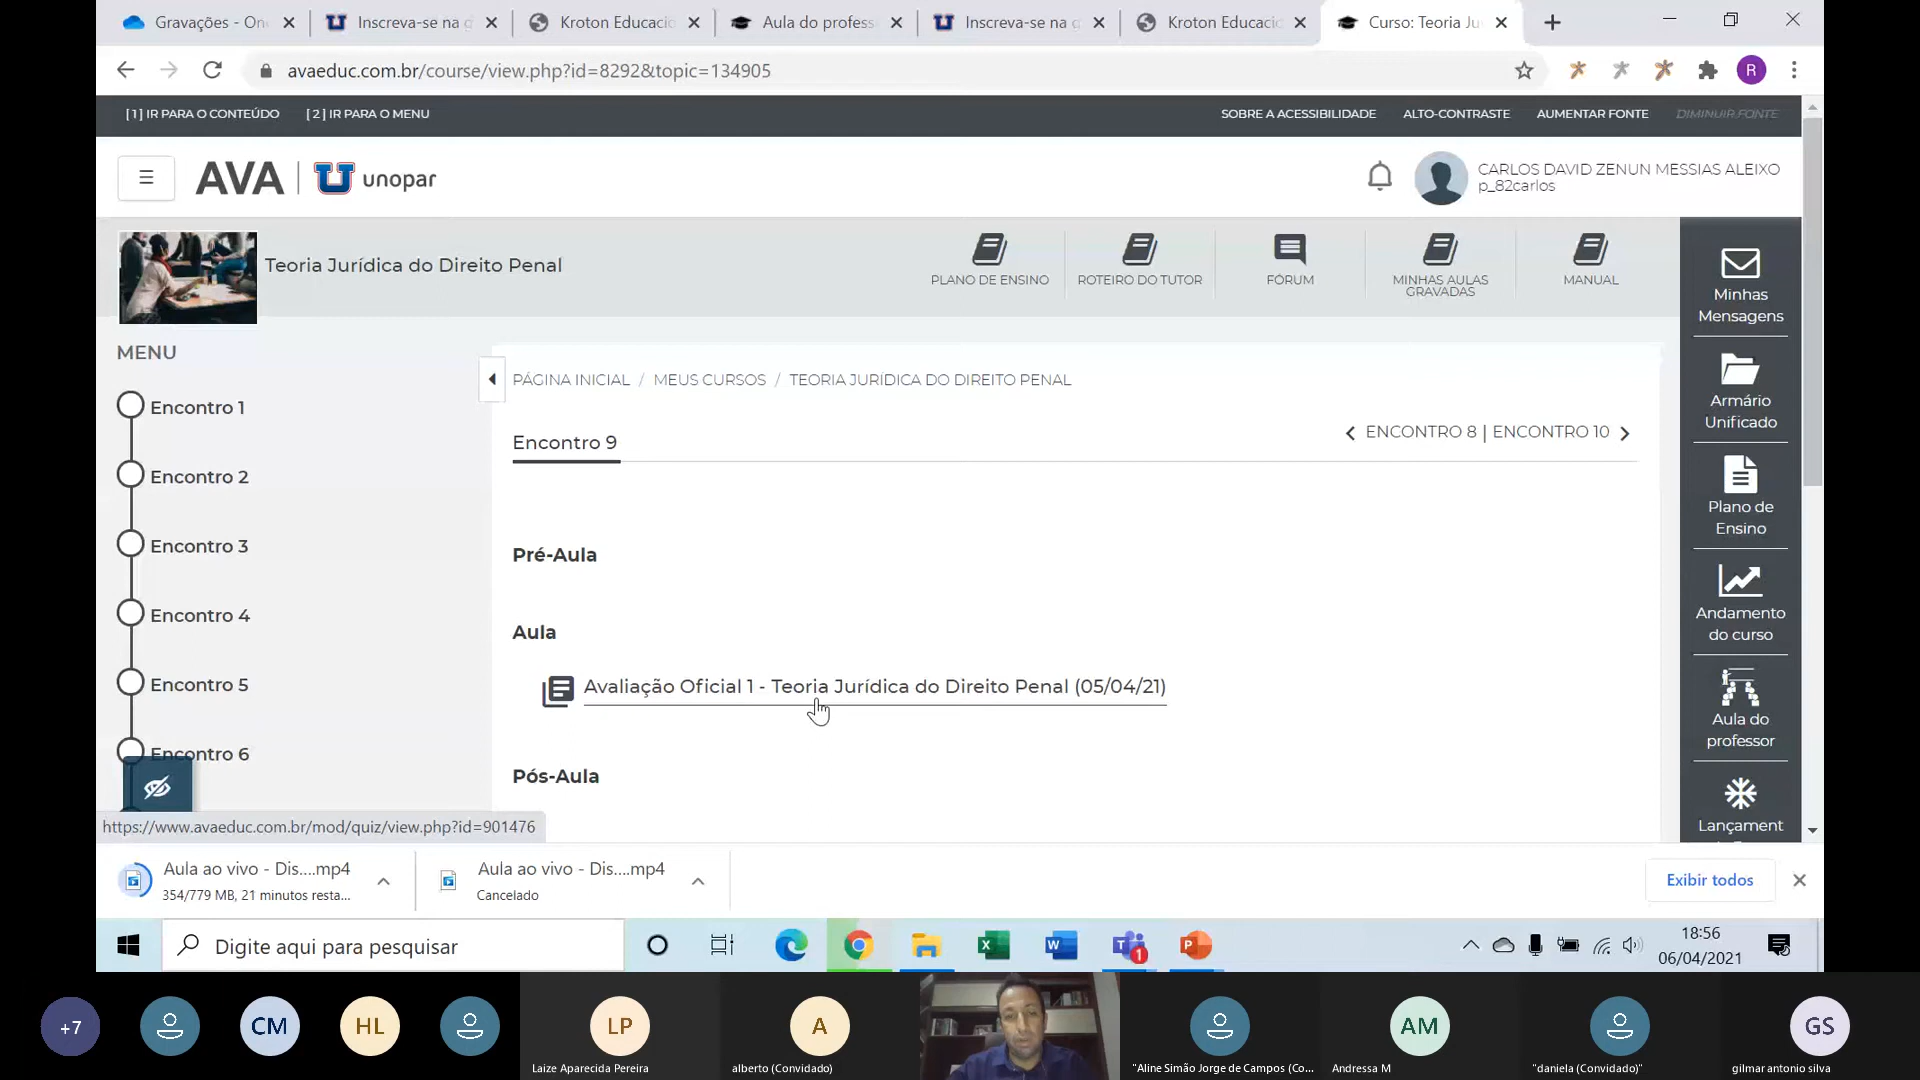 Gravações - On
Inscreva-se na g
Kroton Educacio
Aula do profess
Inscreva-se na g
Kroton Educacio
Curso: Teoria Ju
avaeduc.com.br/course/view.php?id=8292&topic=134905
R
[ 1 ] IR PARA O CONTEÚDO
[ 2 ] IR PARA O MENU
SOBRE A ACESSIBILIDADE
ALTO-CONTRASTE
AUMENTAR FONTE
DIMINUIR FONTE
AVA
unopar
CARLOS DAVID ZENUN MESSIAS ALEIXO
p_82carlos
Teoria Jurídica do Direito Penal
PLANO DE ENSINO
ROTEIRO DO TUTOR
FÓRUM
MINHAS AULAS
GRAVADAS
MANUAL
MENU
Encontro 1
Encontro 2
Encontro 3
Encontro 4
Encontro 5
Encontro 6
PÁGINA INICIAL / MEUS CURSOS / TEORIA JURÍDICA DO DIREITO PENAL
Encontro 9
ENCONTRO 8 | ENCONTRO 10
Pré-Aula
Aula
Avaliação Oficial 1 - Teoria Jurídica do Direito Penal (05/04/21)
Pós-Aula
Minhas
Mensagens
Armário
Unificado
Plano de
Ensino
Andamento
do curso
Aula do
professor
Lançament
https://www.avaeduc.com.br/mod/quiz/view.php?id=901476
Aula ao vivo - Dis....mp4
354/779 MB, 21 minutos resta...
Aula ao vivo - Dis....mp4
Cancelado
Exibir todos
Digite aqui para pesquisar
1
18:56
06/04/2021
+7
CM
HL
LP
Laize Aparecida Pereira
A
alberto (Convidado)
"Aline Simão Jorge de Campos (Co...
AM
Andressa M
"daniela (Convidado)"
GS
gilmar antonio silva